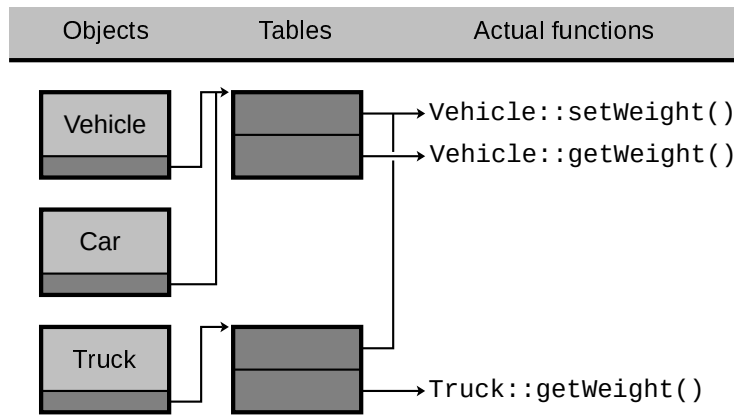 Objects Tables Actual functions
Vehicle
Vehicle::setWeight()
Vehicle::getWeight()
Car
Truck
Truck::getWeight()